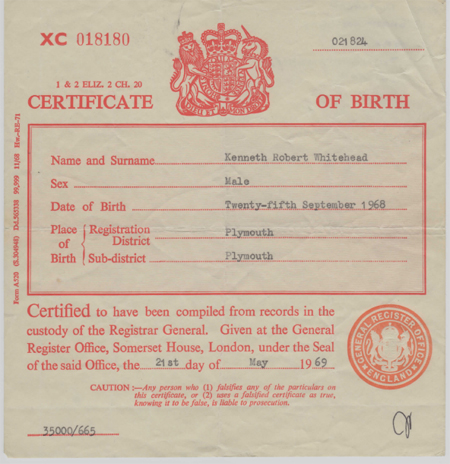 XC 018180
021824
1 & 2 ELIZ. 2 CH. 20
CERTIFICATE OF BIRTH
Name and Surname Kenneth Robert Whitehead
Sex Male
Date of Birth Twenty-fifth September 1968
Place of Birth { Registration District Plymouth
Sub-district Plymouth
Certified to have been compiled from records in the
custody of the Registrar General. Given at the General
Register Office, Somerset House, London, under the Seal
of the said Office, the 21st day of May 1969
CAUTION:—Any person who (1) falsifies any of the particulars on
this certificate, or (2) uses a falsified certificate as true,
knowing it to be false, is liable to prosecution.
GENERAL REGISTER OFFICE
ENGLAND
35000/665
Form A520